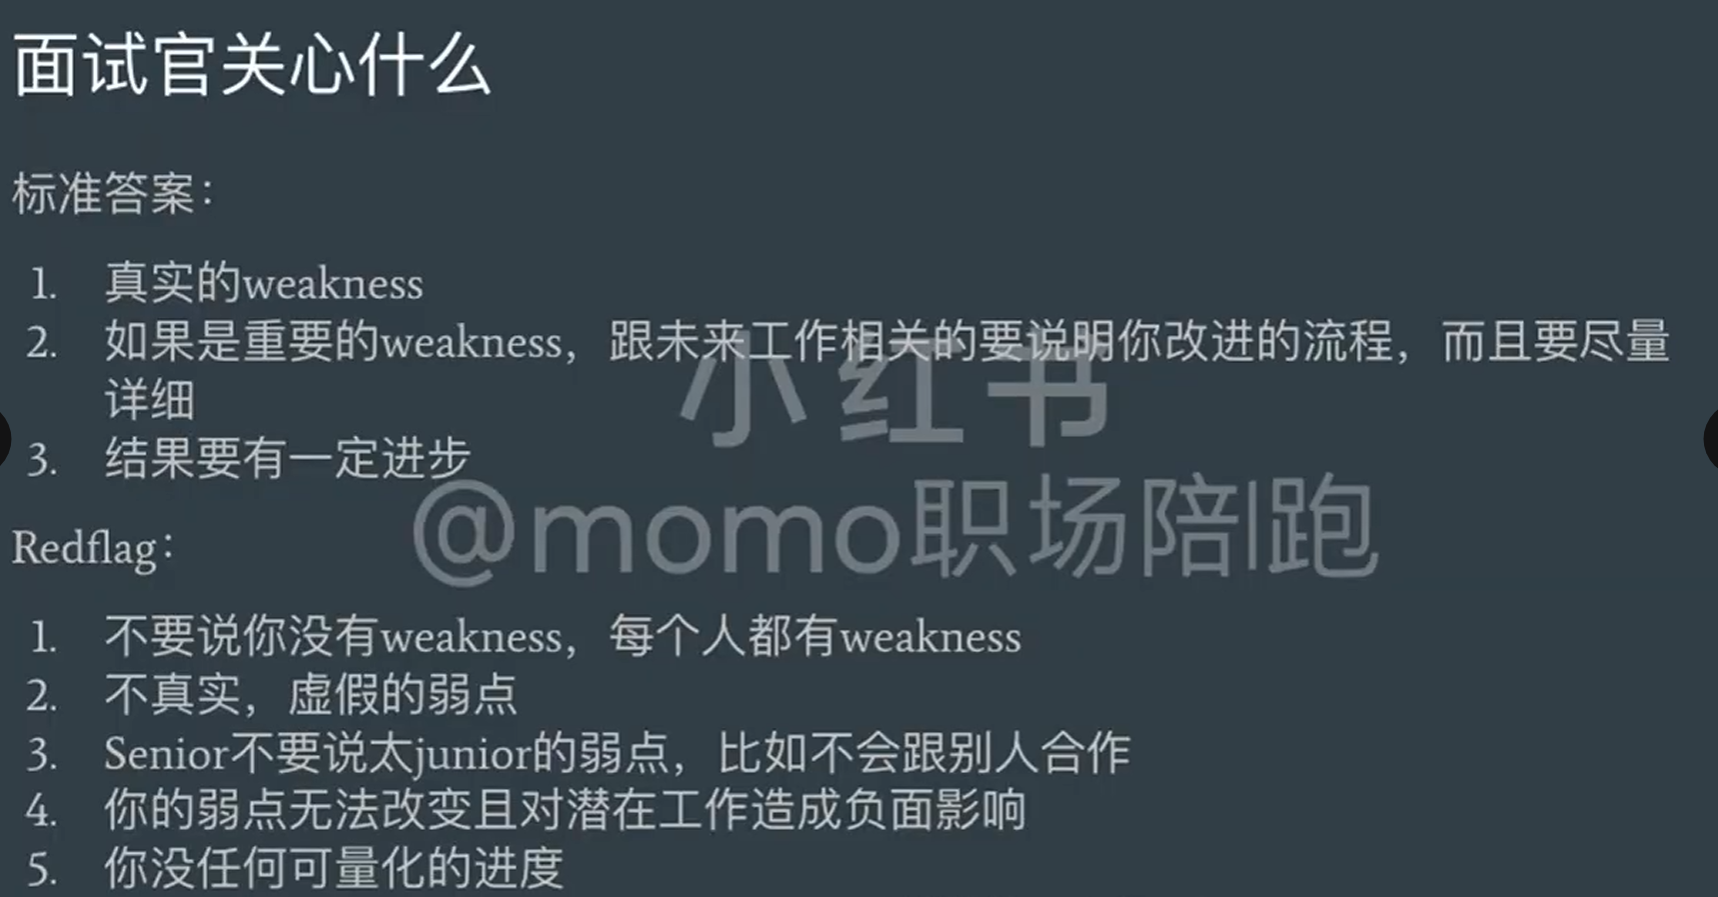 面试官关心什么
标准答案：
1. 真实的weakness
2. 如果是重要的weakness，跟未来工作相关的要说明你改进的流程，而且要尽量
详细
3. 结果要有一定进步
小红书
@momo职场陪跑
Redflag：
1. 不要说你没有weakness，每个人都有weakness
2. 不真实，虚假的弱点
3. Senior不要说太junior的弱点，比如不会跟别人合作
4. 你的弱点无法改变且对潜在工作造成负面影响
5. 你没任何可量化的进度